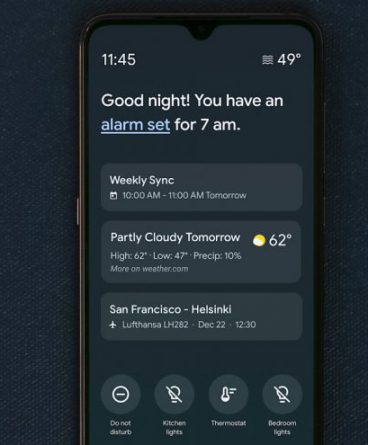 11:45 49°
Good night! You have an
alarm set for 7 am.
Weekly Sync
10:00 AM - 11:00 AM Tomorrow
Partly Cloudy Tomorrow 62°
High: 62° · Low: 47° · Precip: 10%
More on weather.com
San Francisco - Helsinki
Lufthansa LH282 · Dec 22 · 12:30
Do not Kitchen Thermostat Bedroom
disturb lights lights